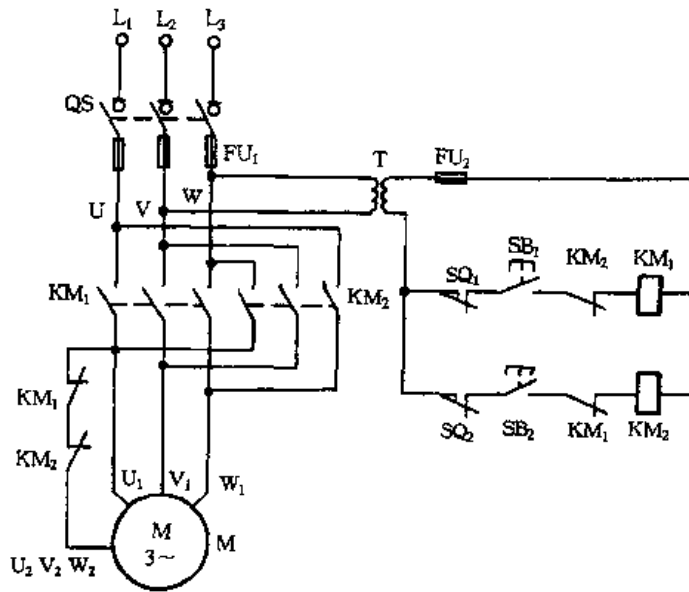 L₁ L₂ L₃
QS
FU₁
T
FU₂
U
V
W
KM₁
KM₂
SQ₁
SB₁
KM₂
KM₁
KM₁
KM₂
SQ₂
SB₂
KM₁
KM₂
U₁
V₁
W₁
M
3~
M
U₂ V₂ W₂